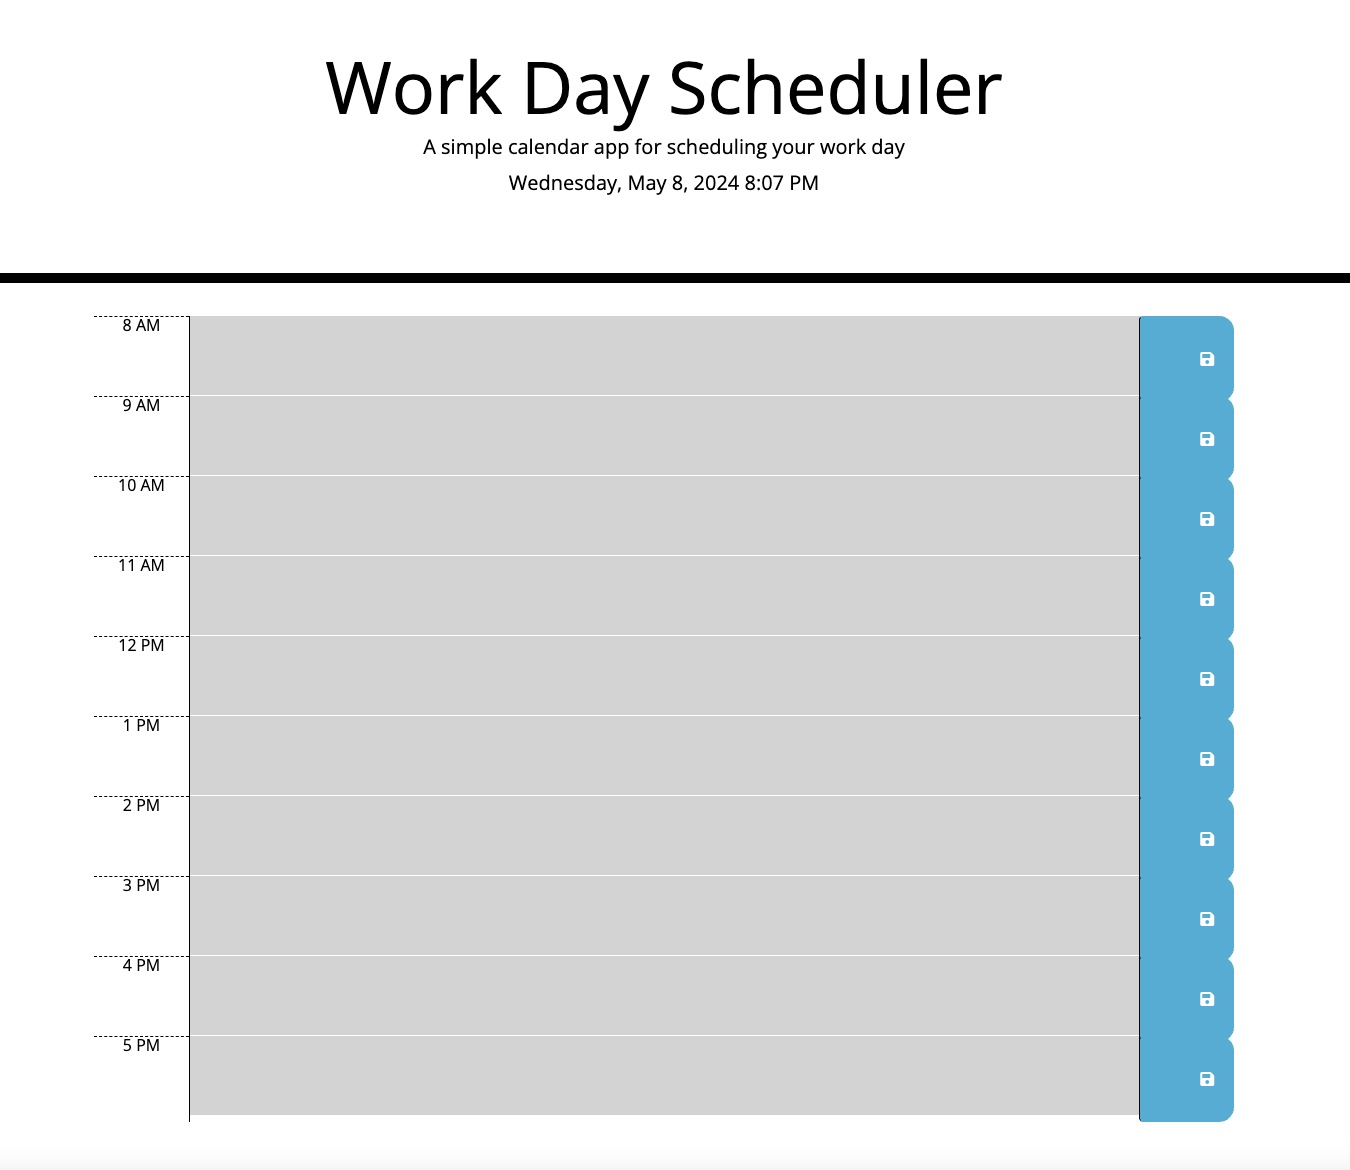 Work Day Scheduler
A simple calendar app for scheduling your work day
Wednesday, May 8, 2024 8:07 PM
8 AM
9 AM
10 AM
11 AM
12 PM
1 PM
2 PM
3 PM
4 PM
5 PM